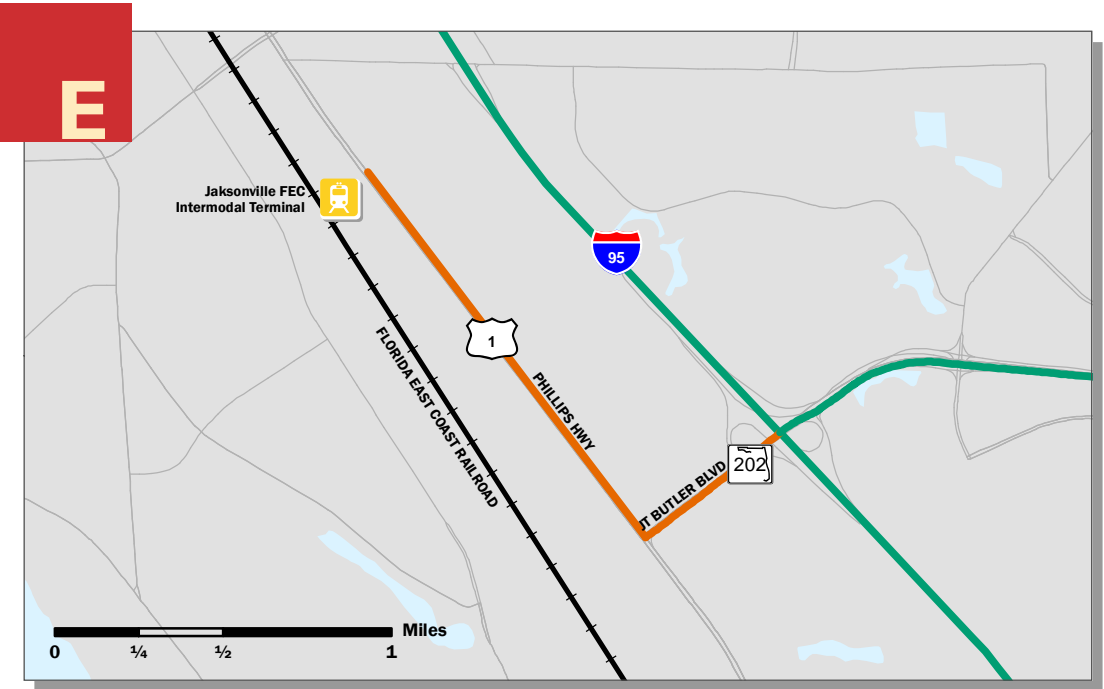 E
Jaksonville FEC
Intermodal Terminal
95
1
FLORIDA EAST COAST RAILROAD
PHILLIPS HWY
JT BUTLER BLVD
202
Miles
0 ¼ ½ 1